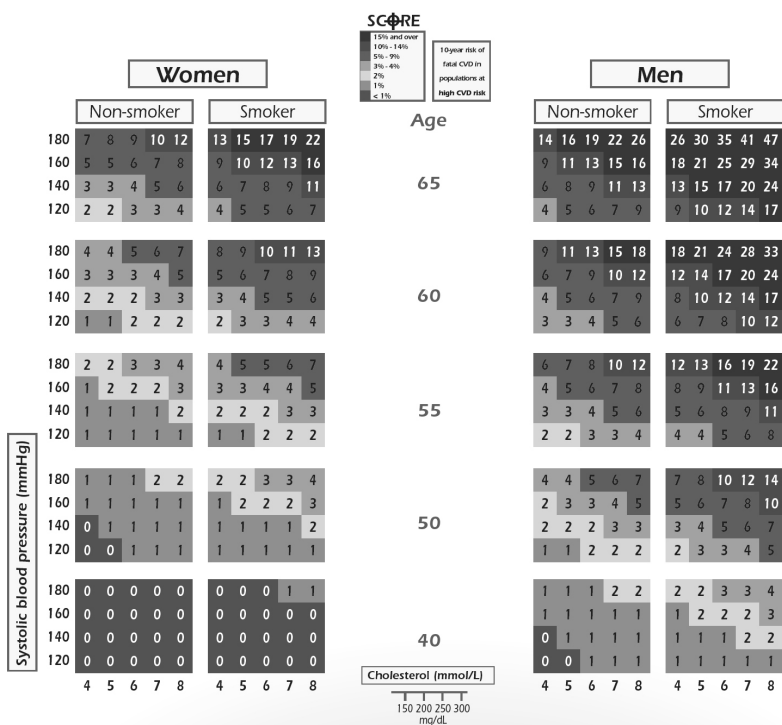 SCORE
15% and over
10% - 14%
5% - 9%
3% - 4%
2%
1%
< 1%
10-year risk of
fatal CVD in
populations at
high CVD risk
Women
Men
Non-smoker Smoker Age Non-smoker Smoker
180 7 8 9 10 12 13 15 17 19 22 14 16 19 22 26 26 30 35 41 47
160 5 5 6 7 8 9 10 12 13 16 9 11 13 15 16 18 21 25 29 34
65
140 3 3 4 5 6 6 7 8 9 11 6 8 9 11 13 13 15 17 20 24
120 2 2 3 3 4 4 5 5 6 7 4 5 6 7 9 9 10 12 14 17
180 4 4 5 6 7 8 9 10 11 13 9 11 13 15 18 18 21 24 28 33
160 3 3 3 4 5 5 6 7 8 9 6 7 9 10 12 12 14 17 20 24
60
140 2 2 2 3 3 3 4 5 5 6 4 5 6 7 9 8 10 12 14 17
120 1 1 2 2 2 2 3 3 4 4 3 3 4 5 6 6 7 8 10 12
180 2 2 3 3 4 4 5 5 6 7 6 7 8 10 12 12 13 16 19 22
160 1 2 2 2 3 3 3 4 4 5 4 5 6 7 8 8 9 11 13 16
55
140 1 1 1 1 2 2 2 2 3 3 3 3 4 5 6 5 6 8 9 11
120 1 1 1 1 1 1 1 2 2 2 2 2 3 3 4 4 4 5 6 8
180 1 1 1 2 2 2 2 3 3 4 4 4 5 6 7 7 8 10 12 14
160 1 1 1 1 1 1 2 2 2 3 2 3 3 4 5 5 6 7 8 10
50
140 0 1 1 1 1 1 1 1 1 2 2 2 2 3 3 3 4 5 6 7
120 0 0 1 1 1 1 1 1 1 1 1 1 2 2 2 2 3 3 4 5
180 0 0 0 0 0 0 0 0 1 1 1 1 1 2 2 2 2 3 3 4
160 0 0 0 0 0 0 0 0 0 0 1 1 1 1 1 1 2 2 2 3
140 0 0 0 0 0 0 0 0 0 0 0 1 1 1 1 1 1 1 2 2
40
120 0 0 0 0 0 0 0 0 0 0 0 0 1 1 1 1 1 1 1 1
4 5 6 7 8 4 5 6 7 8 4 5 6 7 8 4 5 6 7 8
Systolic blood pressure (mmHg)
Cholesterol (mmol/L)
150 200 250 300
mg/dL